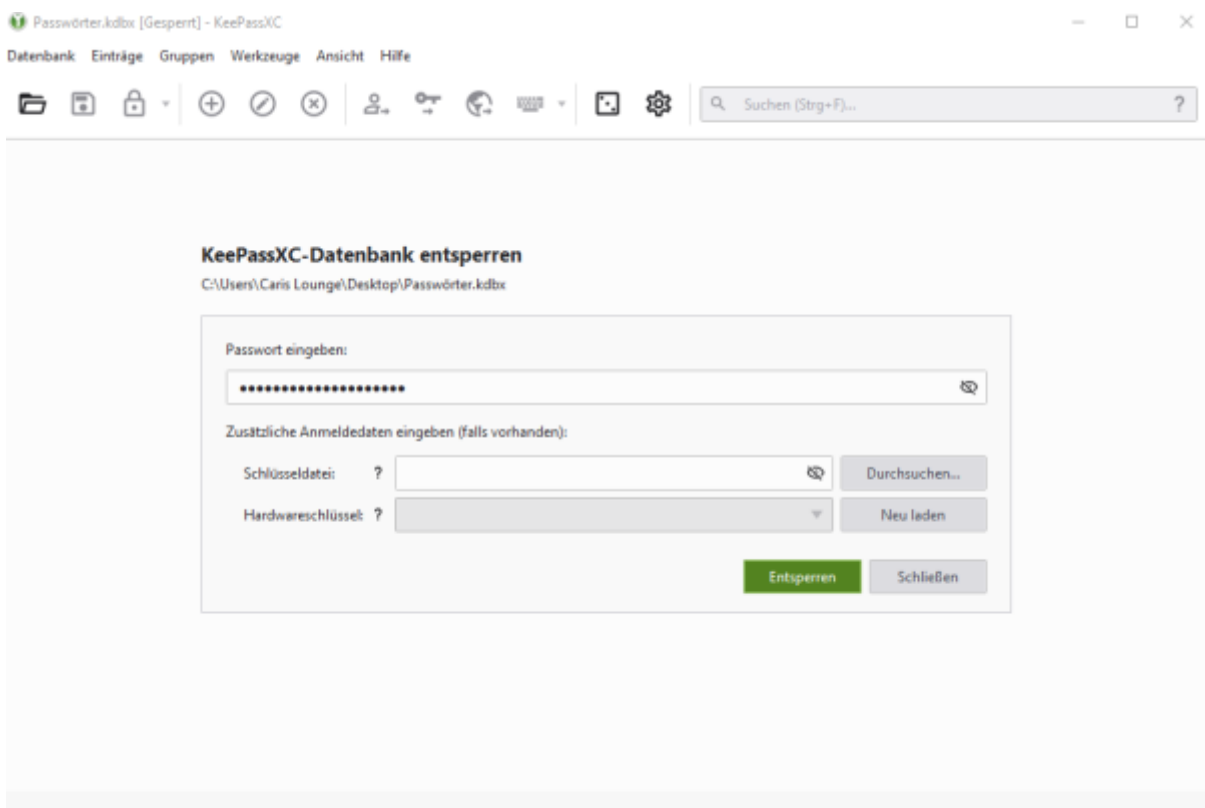 Passwörter.kdbx [Gesperrt] - KeePassXC
Datenbank Einträge Gruppen Werkzeuge Ansicht Hilfe
Suchen (Strg+F)... ?
KeePassXC-Datenbank entsperren
C:\Users\Caris Lounge\Desktop\Passwörter.kdbx
Passwort eingeben:
••••••••••••••••••••
Zusätzliche Anmeldedaten eingeben (falls vorhanden):
Schlüsseldatei: ? Durchsuchen...
Hardwareschlüssel: ? Neu laden
Entsperren Schließen